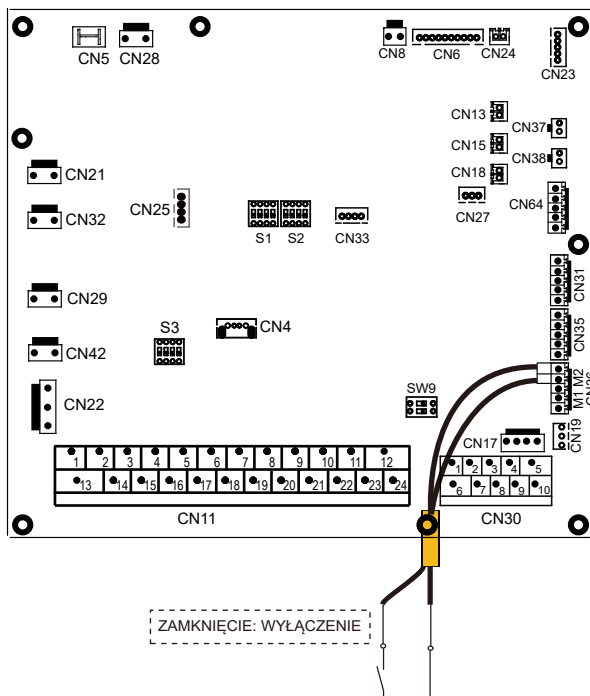 CN5 CN28 CN8 CN6 CN24
CN23
CN13 CN37
CN15 CN38
CN18
CN21
CN32 CN25 CN27 CN64
S1 S2 CN33
CN31
CN29
CN4 CN35
S3
CN42
M1 M2
CN22 SW9
CN17 CN19
1 2 3 4 5 6 7 8 9 10 11 12
13 14 15 16 17 18 19 20 21 22 23 24
CN11
1 2 3 4 5
6 7 8 9 10
CN30
ZAMKNIĘCIE: WYŁĄCZENIE